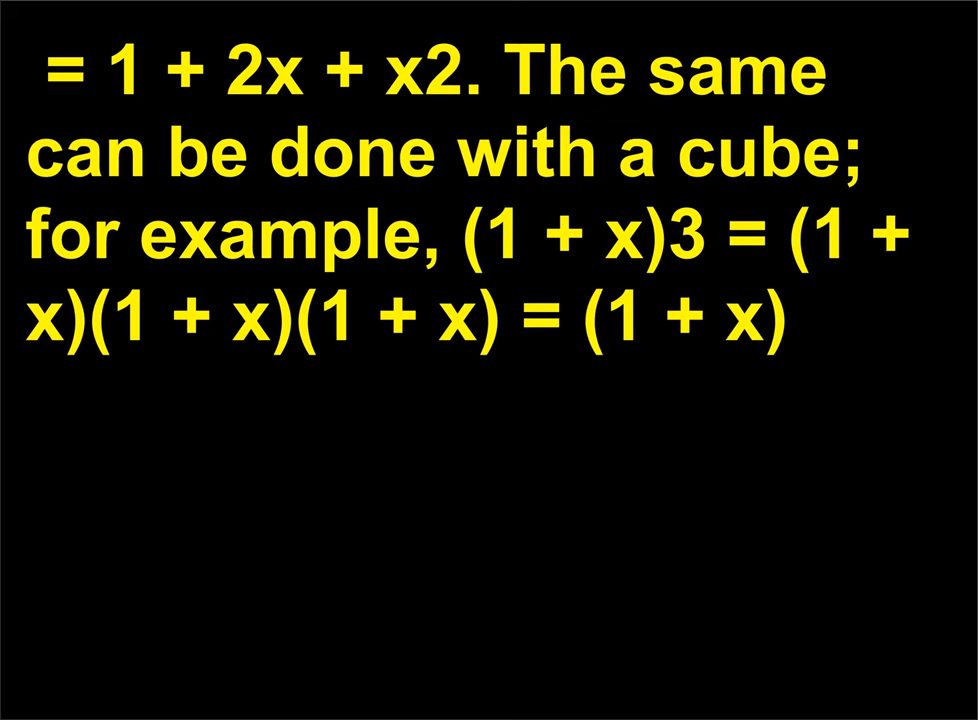 = 1 + 2x + x2. The same
can be done with a cube;
for example, (1 + x)3 = (1 +
x)(1 + x)(1 + x) = (1 + x)